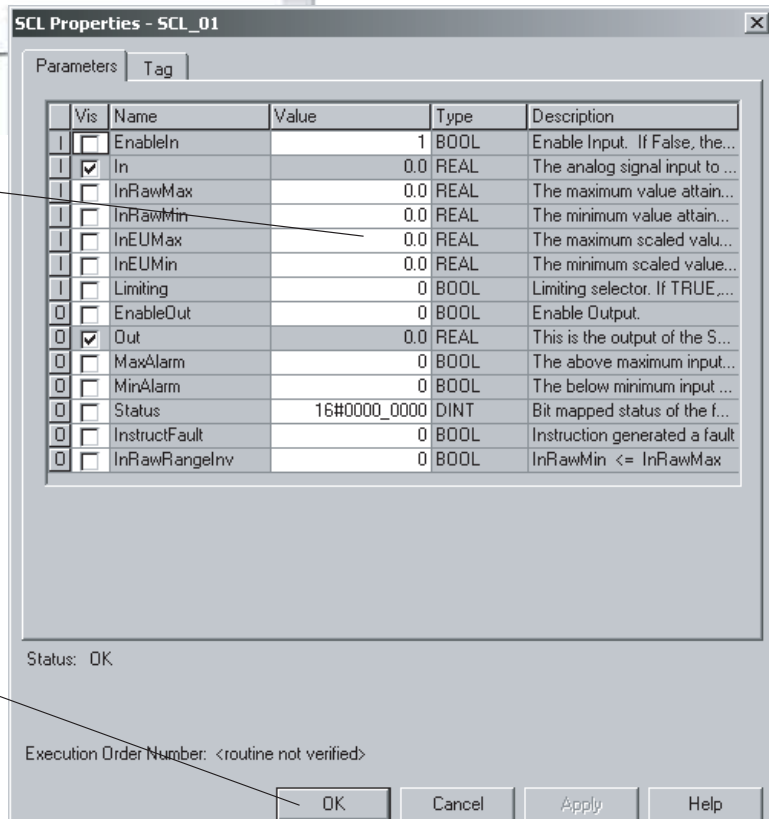 SCL Properties - SCL_01
Parameters Tag
Vis Name Value Type Description
I EnableIn 1 BOOL Enable Input. If False, the...
I In 0.0 REAL The analog signal input to ...
I InRawMax 0.0 REAL The maximum value attain...
I InRawMin 0.0 REAL The minimum value attain...
I InEUMax 0.0 REAL The maximum scaled valu...
I InEUMin 0.0 REAL The minimum scaled value...
I Limiting 0 BOOL Limiting selector. If TRUE,...
O EnableOut 0 BOOL Enable Output.
O Out 0.0 REAL This is the output of the S...
O MaxAlarm 0 BOOL The above maximum input...
O MinAlarm 0 BOOL The below minimum input ...
O Status 16#0000_0000 DINT Bit mapped status of the f...
O InstructFault 0 BOOL Instruction generated a fault
O InRawRangeInv 0 BOOL InRawMin <= InRawMax
Status: OK
Execution Order Number: <routine not verified>
OK Cancel Apply Help